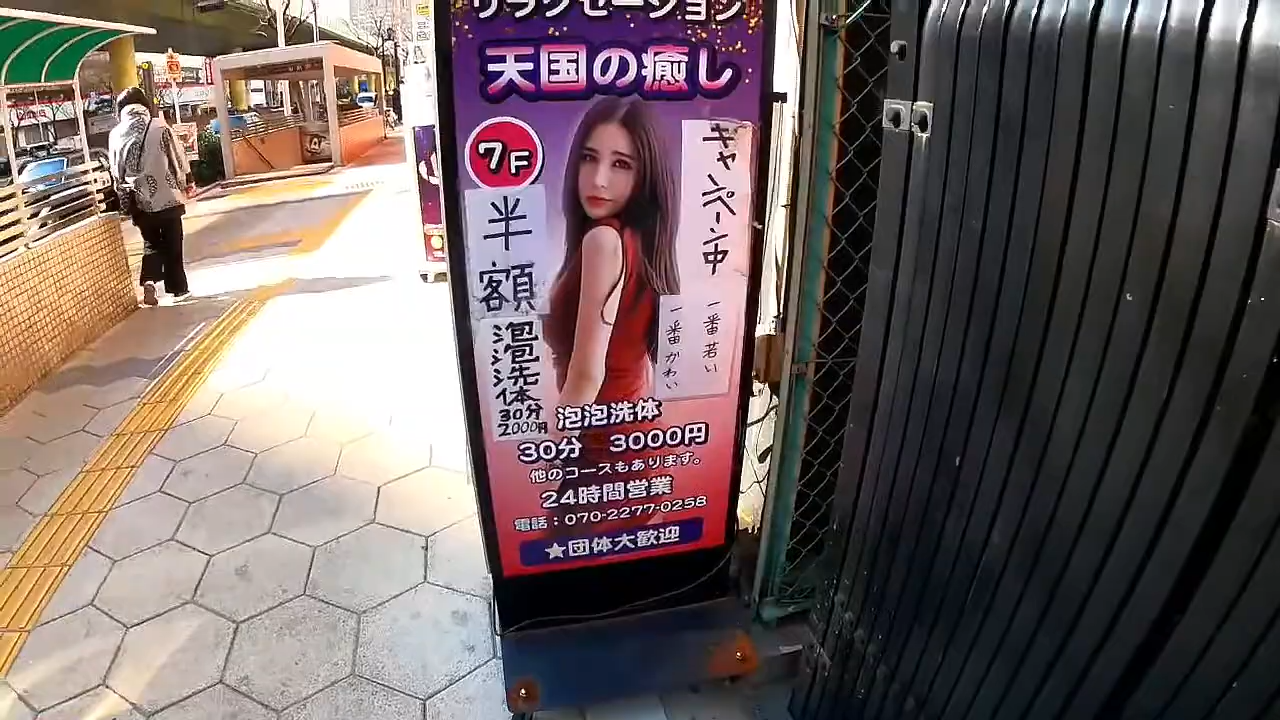 リラクゼーション
天国の癒し
7F
半額
泡洗体
30分
2000円
キャンペーン中
一番若い
一番かわいい
泡泡洗体
30分 3000円
他のコースもあります。
24時間営業
電話：070-2277-0258
★団体大歓迎